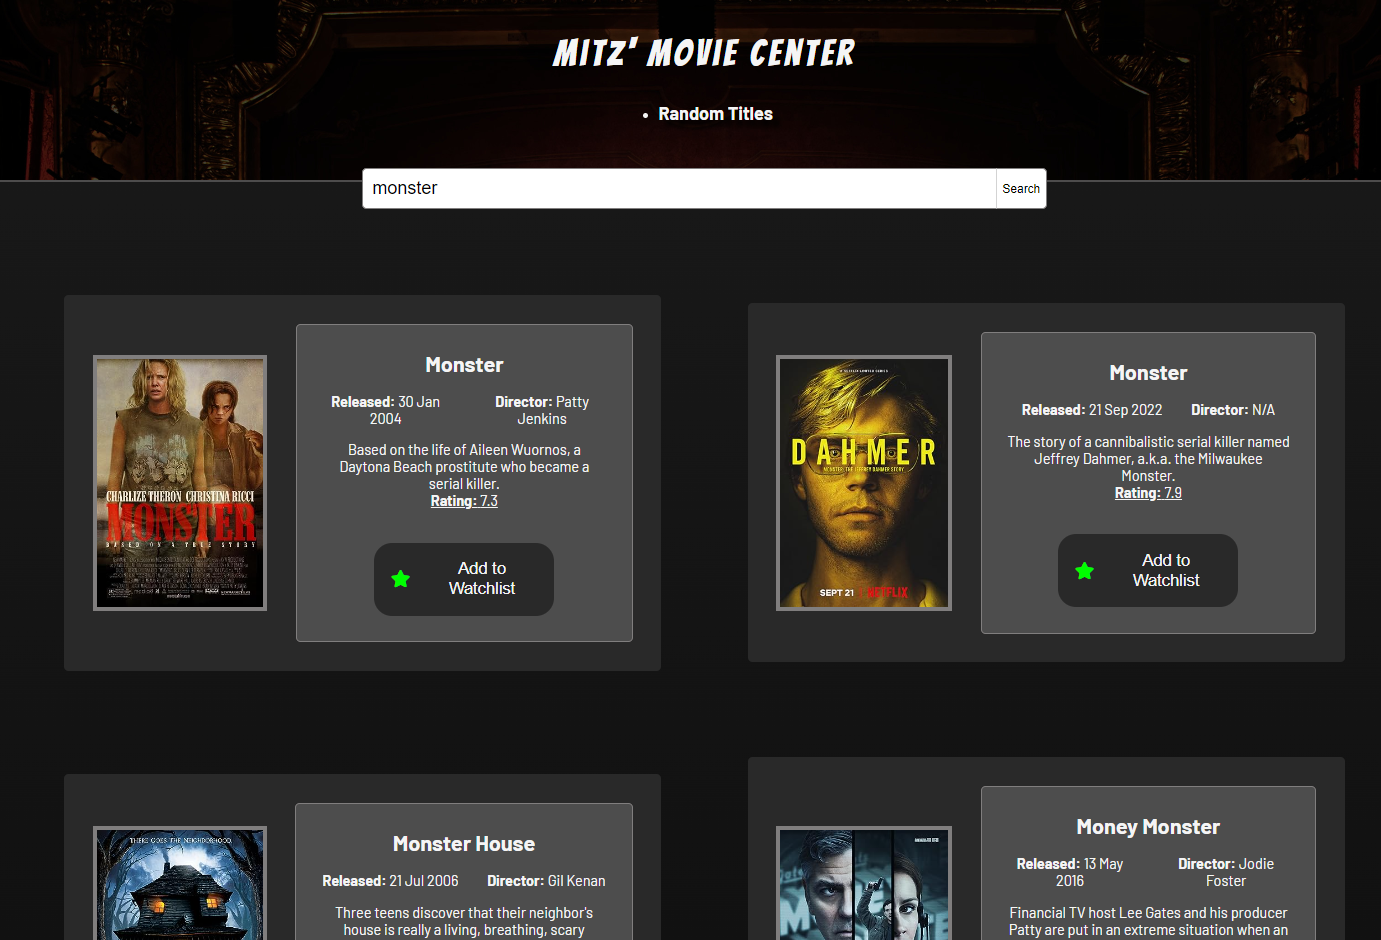 MITZ' MOVIE CENTER
• Random Titles
monster
Search
CHARLIZE THERON CHRISTINA RICCI
MONSTER
BASED ON A TRUE STORY
Monster
Released: 30 Jan
2004
Director: Patty
Jenkins
Based on the life of Aileen Wuornos, a
Daytona Beach prostitute who became a
serial killer.
Rating: 7.3
Add to
Watchlist
A NETFLIX LIMITED SERIES
DAHMER
MONSTER: THE JEFFREY DAHMER STORY
SEPT 21
NETFLIX
Monster
Released: 21 Sep 2022
Director: N/A
The story of a cannibalistic serial killer named
Jeffrey Dahmer, a.k.a. the Milwaukee
Monster.
Rating: 7.9
Add to
Watchlist
THERE GOES THE NEIGHBORHOOD.
Monster House
Released: 21 Jul 2006
Director: Gil Kenan
Three teens discover that their neighbor's
house is really a living, breathing, scary
Money Monster
Released: 13 May
2016
Director: Jodie
Foster
Financial TV host Lee Gates and his producer
Patty are put in an extreme situation when an